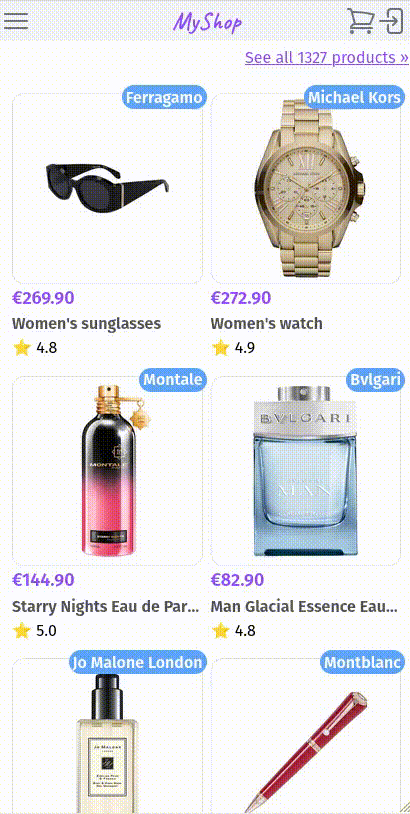 MyShop
See all 1327 products »
Ferragamo
Michael Kors
€269.90
€272.90
Women's sunglasses
Women's watch
4.8
4.9
Montale
Bvlgari
MONTALE
BVLGARI
MAN
€144.90
€82.90
Starry Nights Eau de Par...
Man Glacial Essence Eau...
5.0
4.8
Jo Malone London
Montblanc
JO MALONE
LONDON